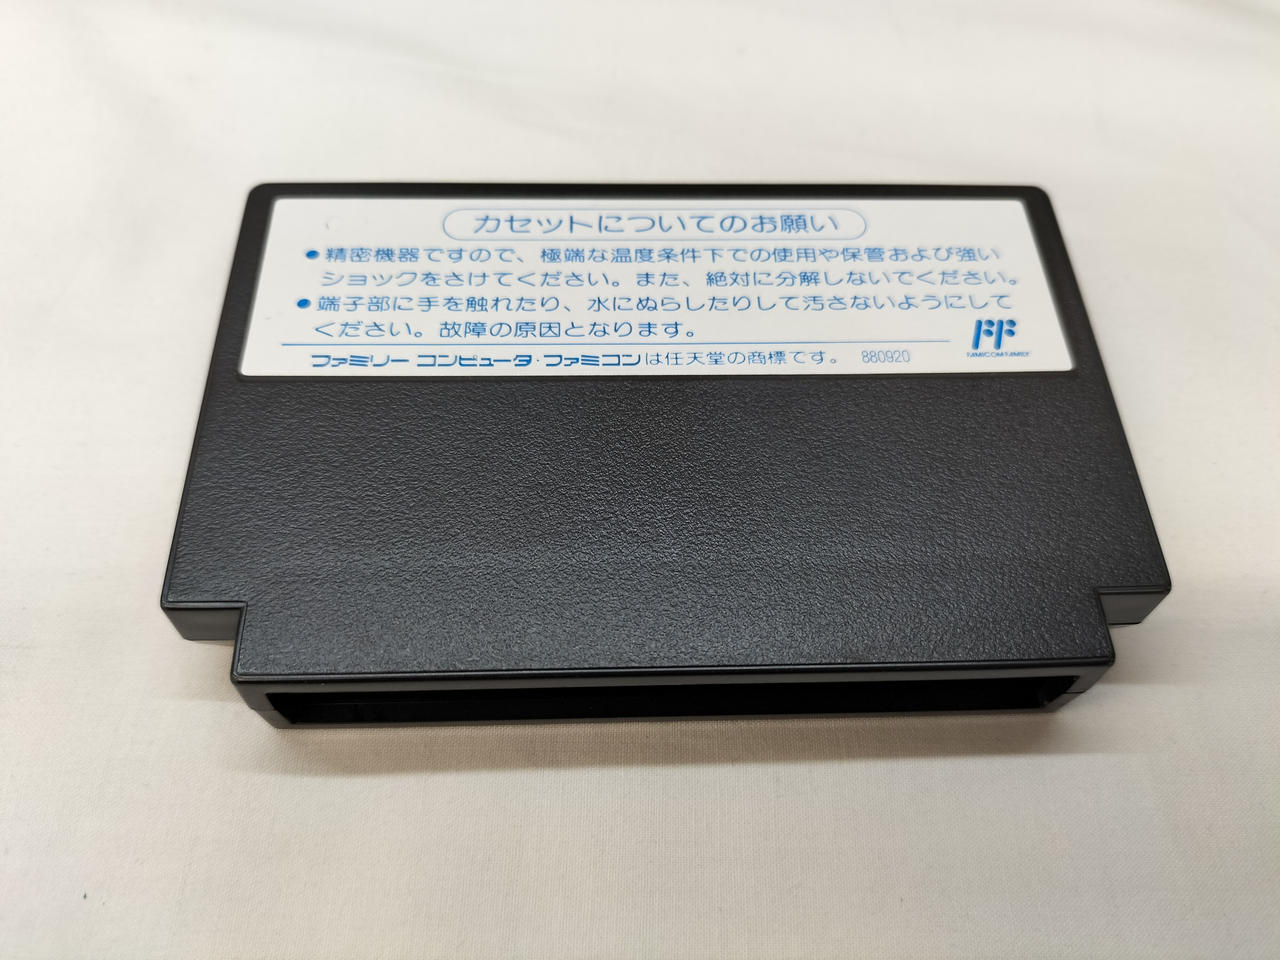 カセットについてのお願い
●精密機器ですので、極端な温度条件下での使用や保管および強い
ショックをさけてください。また、絶対に分解しないでください。
●端子部に手を触れたり、水にぬらしたりして汚さないようにして
ください。故障の原因となります。
FF
FAMICOM FAMILY
ファミリーコンピュータ・ファミコンは任天堂の商標です。 880920